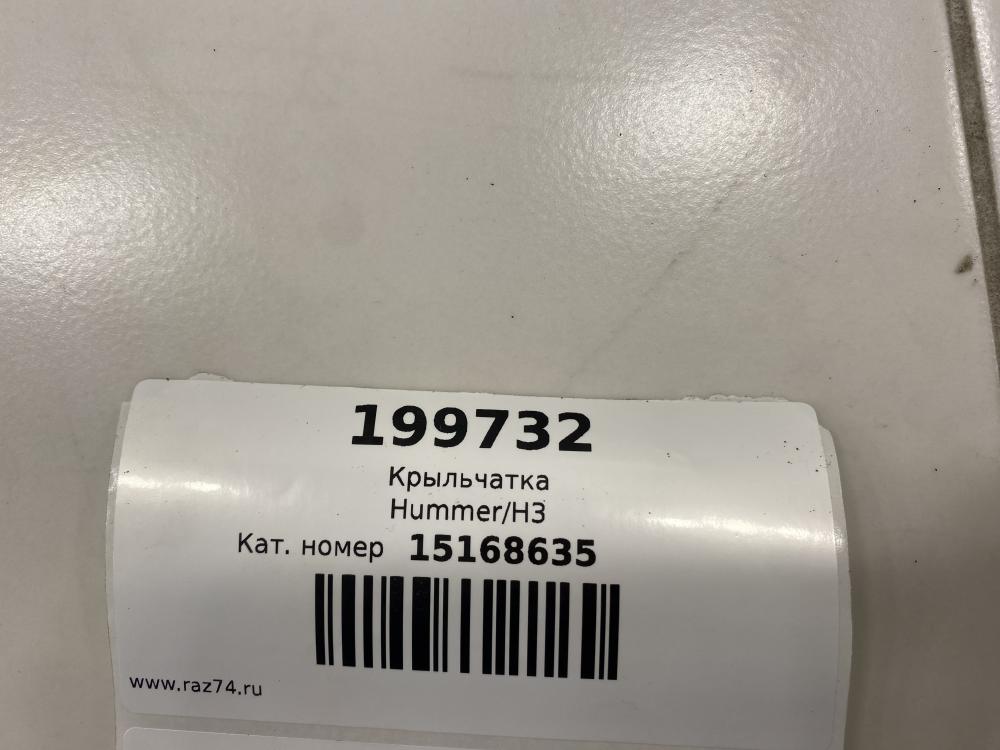 199732
Крыльчатка
Hummer/H3
Кат. номер 15168635
www.raz74.ru